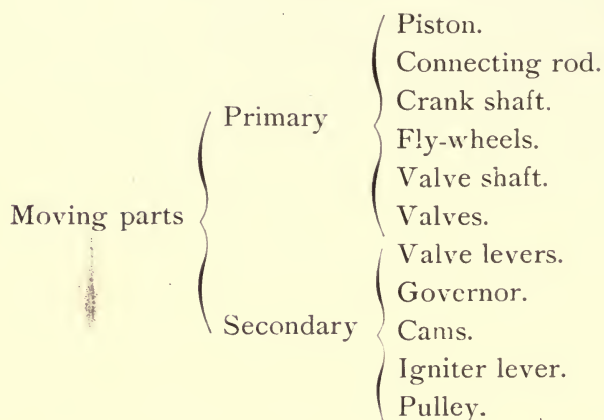 Piston.
Connecting rod.
Crank shaft.
Primary
Fly-wheels.
Valve shaft.
Moving parts
Valves.
Valve levers.
Governor.
Secondary
Cams.
Igniter lever.
Pulley.